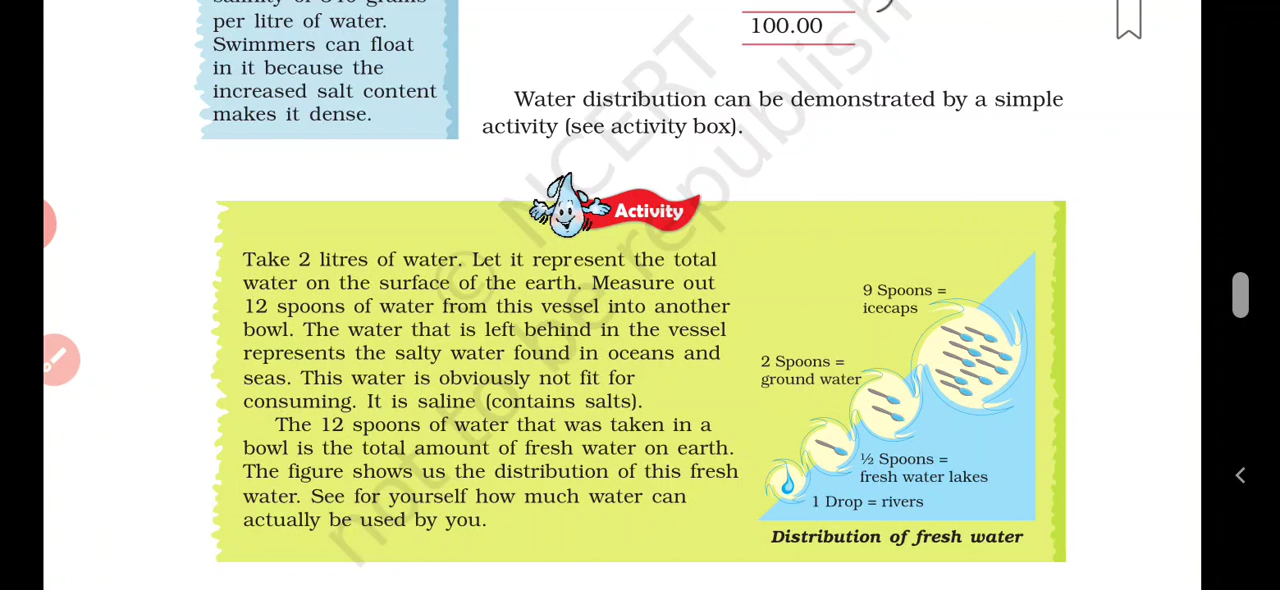 per litre of water.
Swimmers can float
in it because the
increased salt content
makes it dense.
100.00
Water distribution can be demonstrated by a simple
activity (see activity box).
Activity
Take 2 litres of water. Let it represent the total
water on the surface of the earth. Measure out
12 spoons of water from this vessel into another
bowl. The water that is left behind in the vessel
represents the salty water found in oceans and
seas. This water is obviously not fit for
consuming. It is saline (contains salts).
The 12 spoons of water that was taken in a
bowl is the total amount of fresh water on earth.
The figure shows us the distribution of this fresh
water. See for yourself how much water can
actually be used by you.
9 Spoons =
icecaps
2 Spoons =
ground water
½ Spoons =
fresh water lakes
1 Drop = rivers
Distribution of fresh water
© NCERT
not to be republish